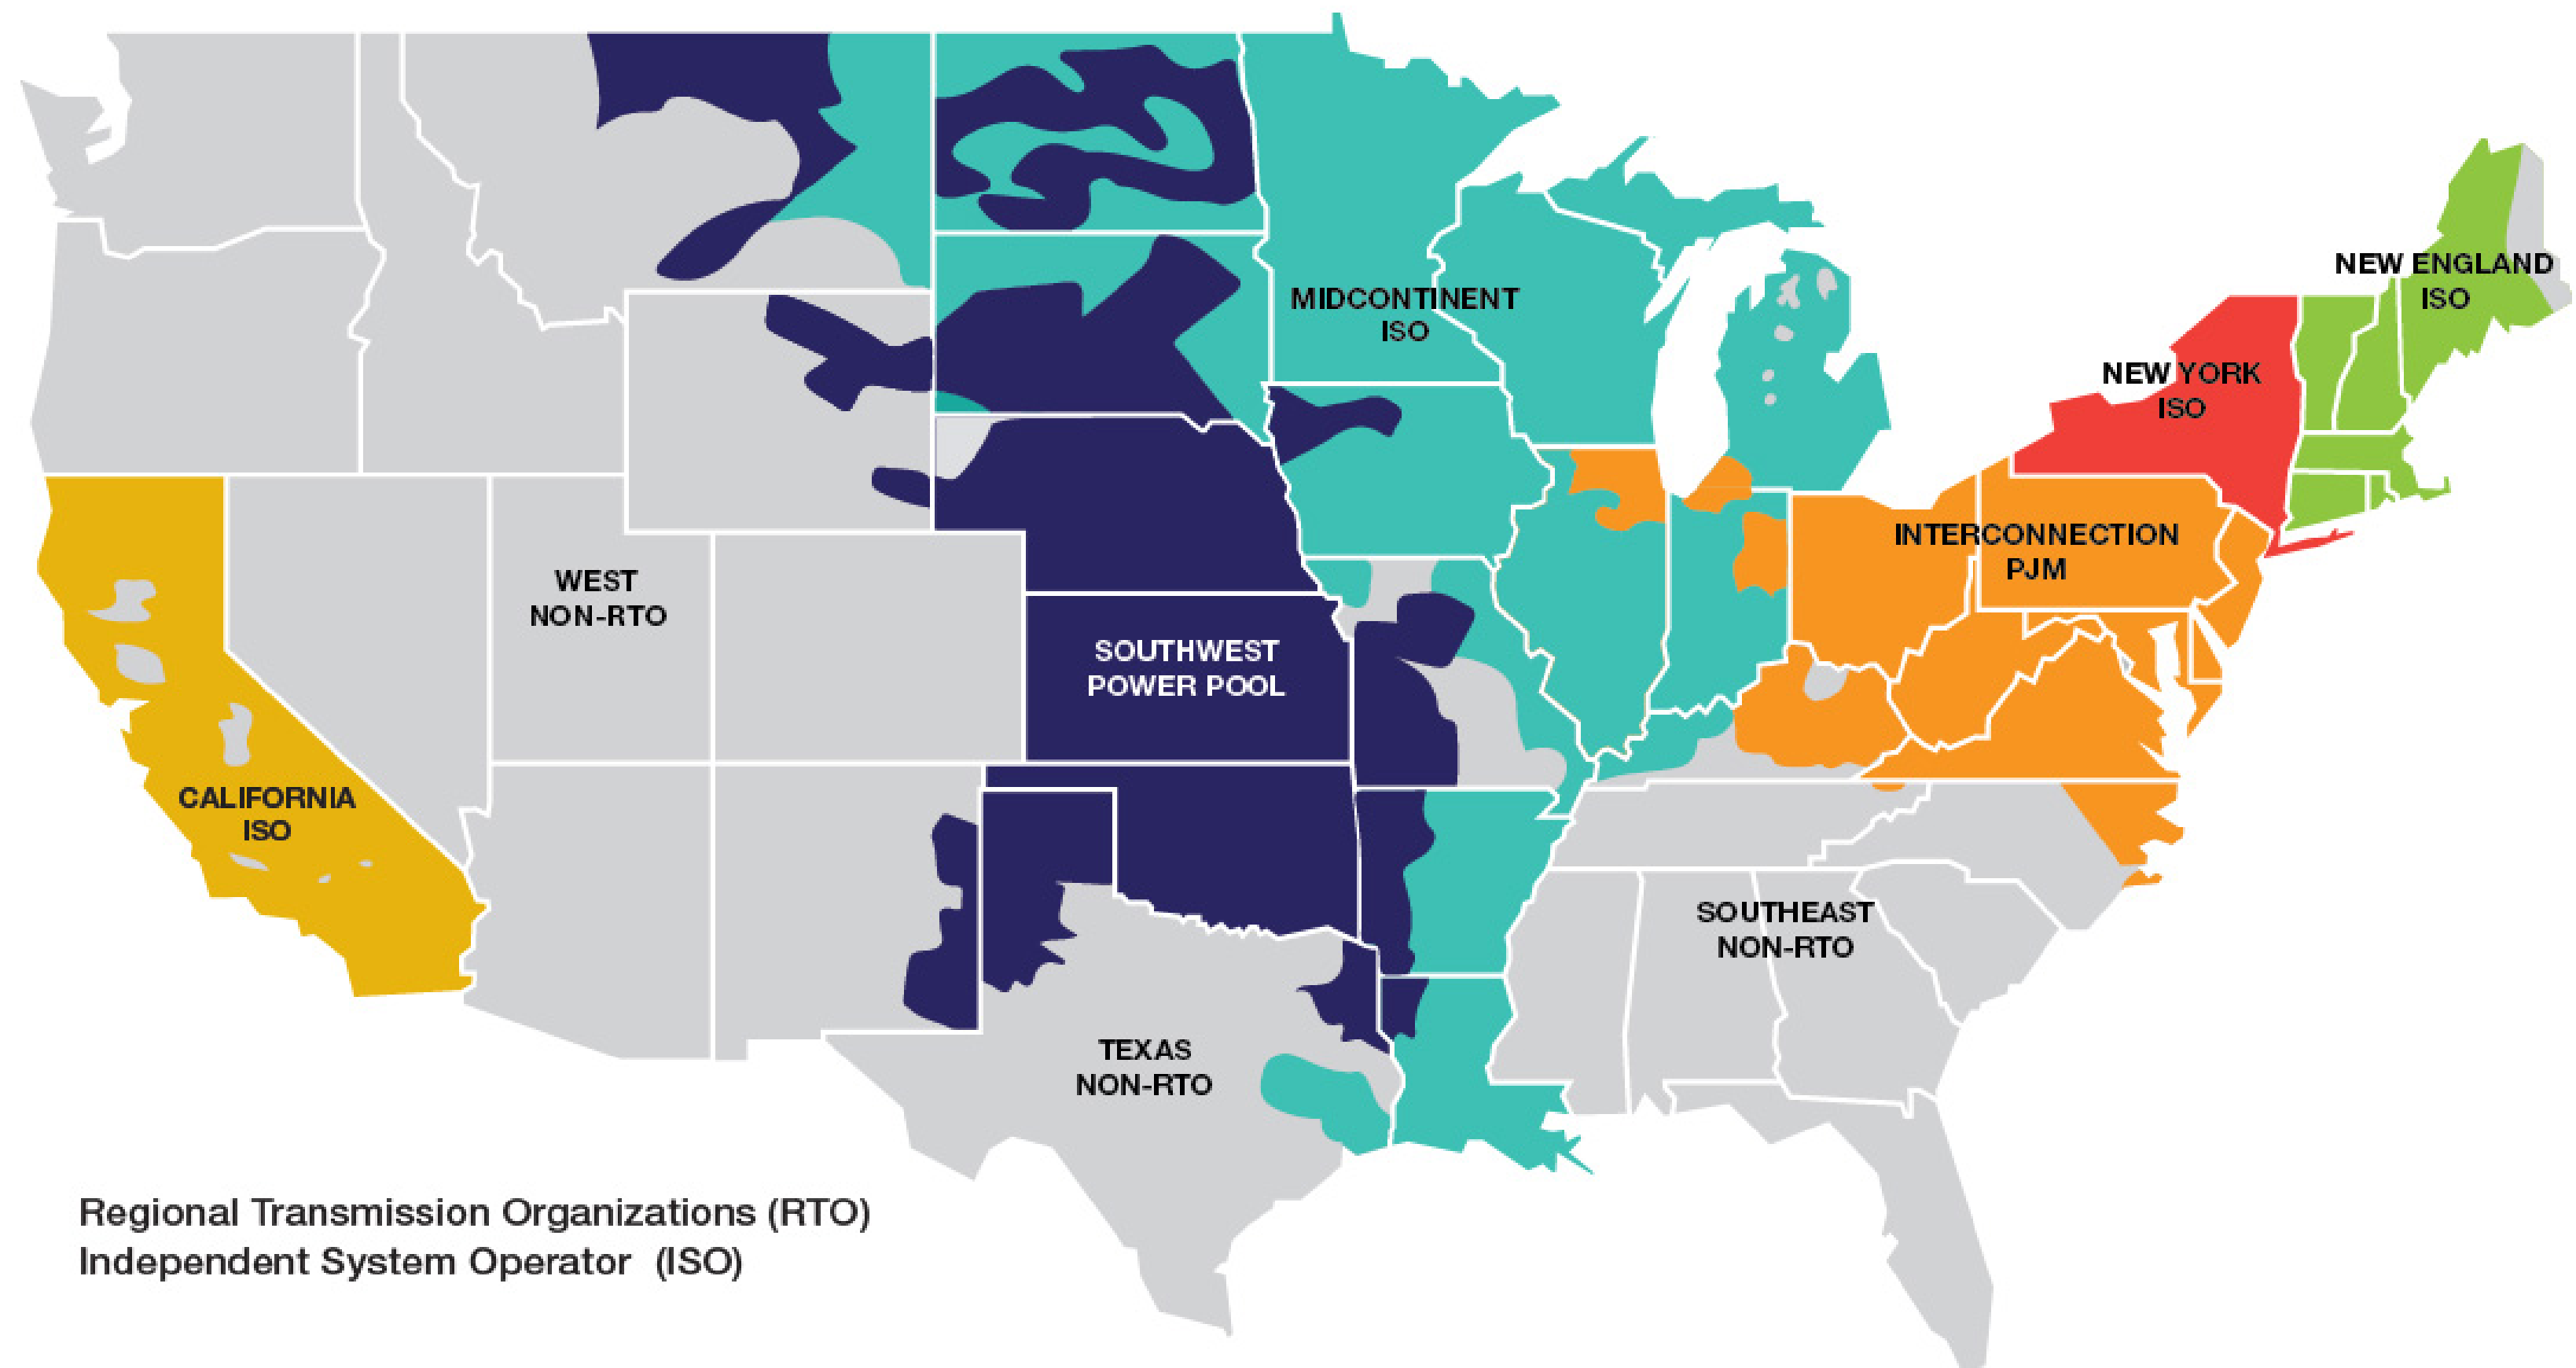 NEW ENGLAND
ISO
MIDCONTINENT
ISO
NEW YORK
ISO
INTERCONNECTION
PJM
WEST
NON-RTO
SOUTHWEST
POWER POOL
CALIFORNIA
ISO
SOUTHEAST
NON-RTO
TEXAS
NON-RTO
Regional Transmission Organizations (RTO)
Independent System Operator (ISO)